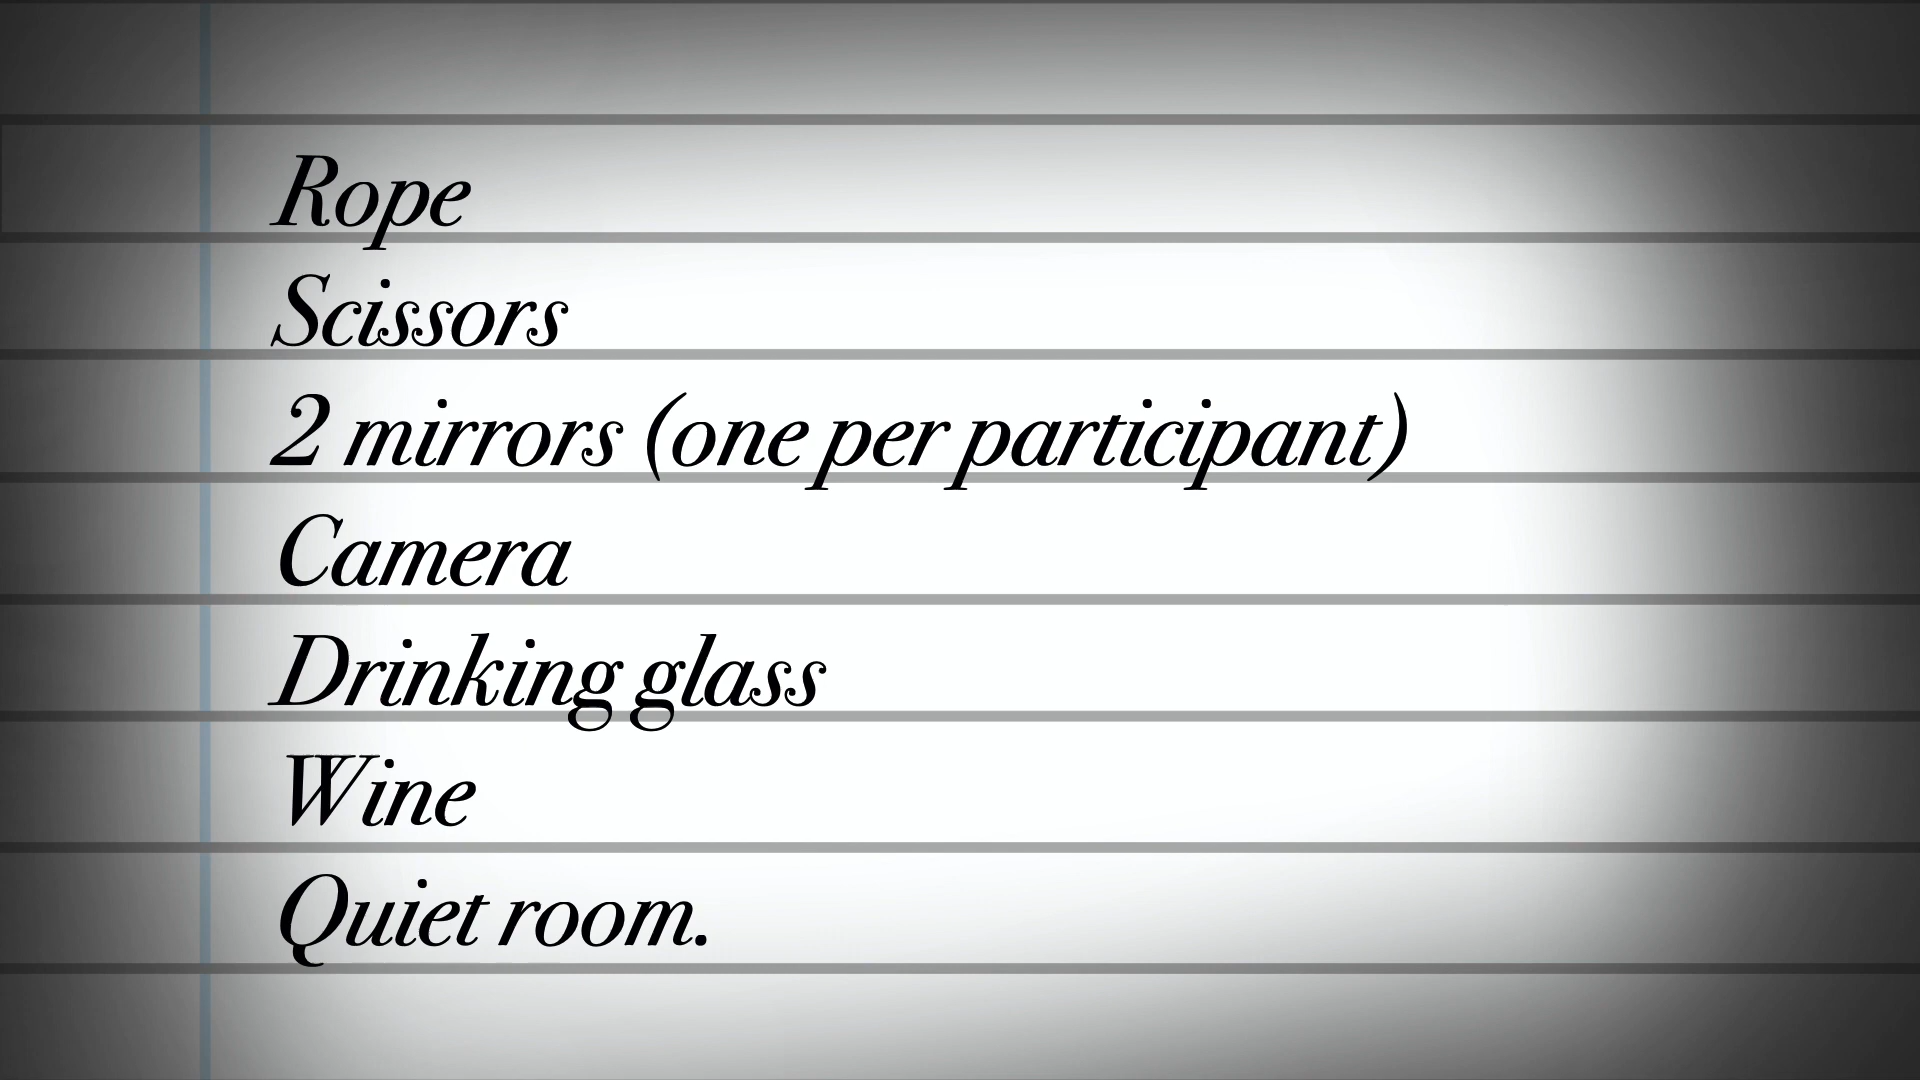 Rope
Scissors
2 mirrors (one per participant)
Camera
Drinking glass
Wine
Quiet room.